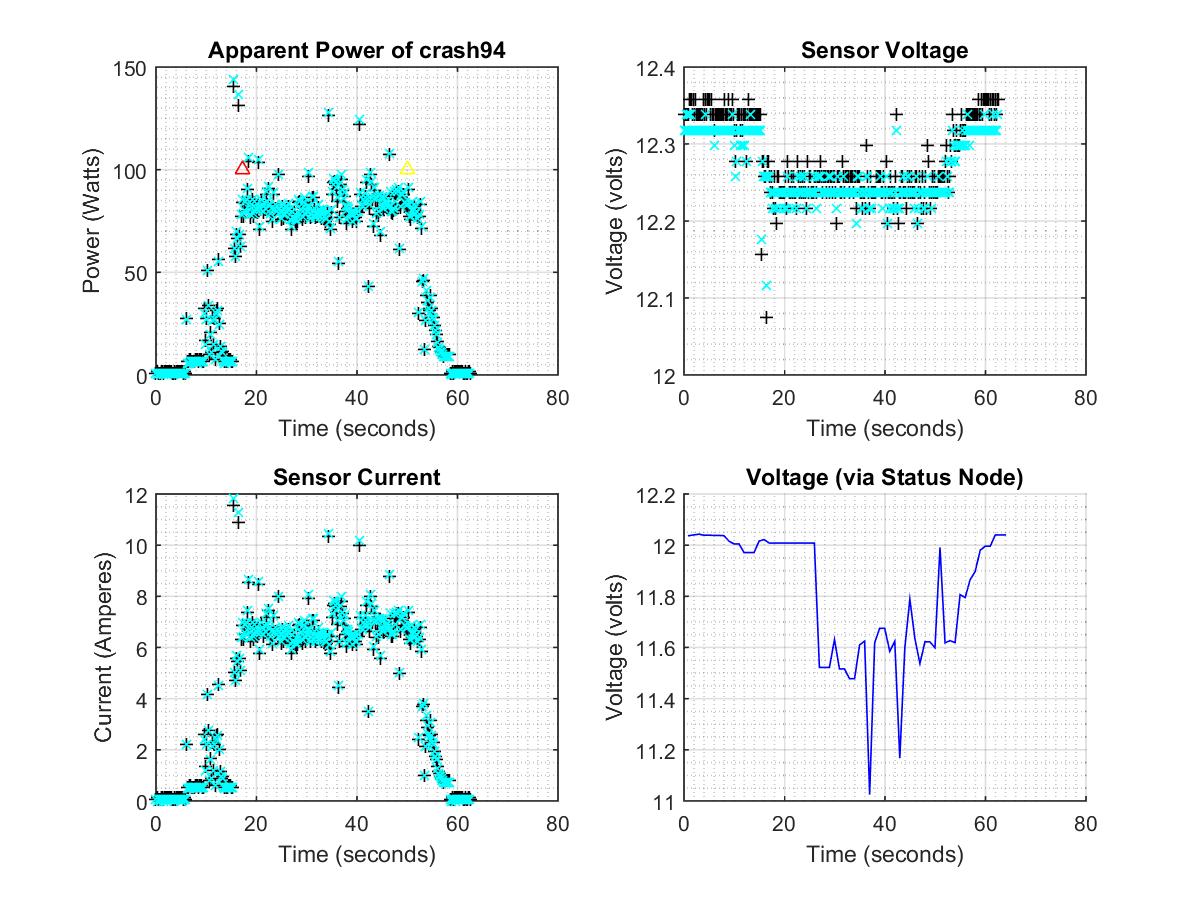 Apparent Power of crash94
150
100
50
0
0 20 40 60 80
Power (Watts)
Time (seconds)
Sensor Voltage
12.4
12.3
12.2
12.1
12
0 20 40 60 80
Voltage (volts)
Time (seconds)
Sensor Current
12
10
8
6
4
2
0
0 20 40 60 80
Current (Amperes)
Time (seconds)
Voltage (via Status Node)
12.2
12
11.8
11.6
11.4
11.2
11
0 20 40 60 80
Voltage (volts)
Time (seconds)